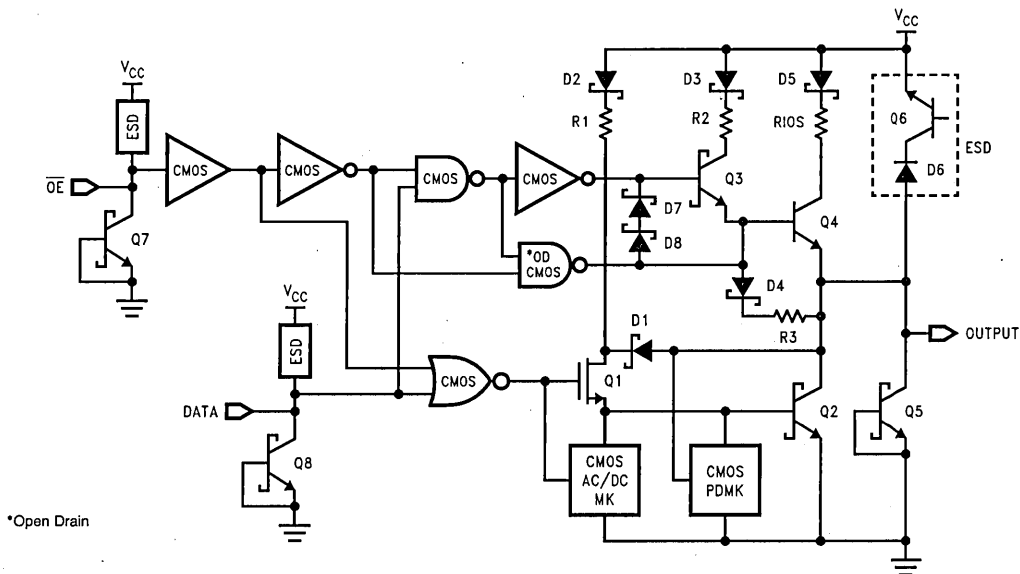 VCC
D2
D3
D5
VCC
R1
R2
RIOS
Q6
D6
ESD
ESD
OE
CMOS
CMOS
CMOS
CMOS
Q3
Q4
D7
D8
Q7
*OD
CMOS
D4
R3
VCC
ESD
D1
OUTPUT
CMOS
Q1
DATA
Q2
Q5
Q8
CMOS
AC/DC
MK
CMOS
PDMK
*Open Drain